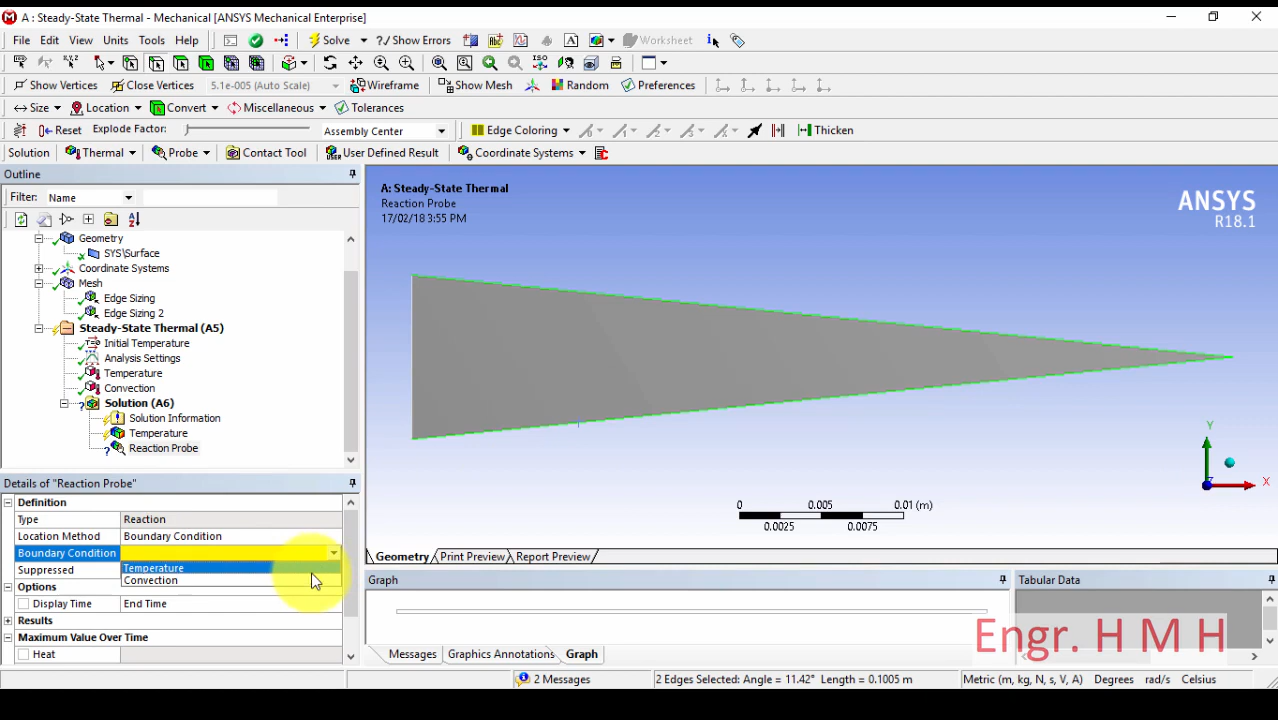 A : Steady-State Thermal - Mechanical [ANSYS Mechanical Enterprise]
File Edit View Units Tools Help Solve ?/ Show Errors Worksheet
Show Vertices Close Vertices 5.1e-005 (Auto Scale) Wireframe Show Mesh Random Preferences
Size Location Convert Miscellaneous Tolerances
Reset Explode Factor: Assembly Center Edge Coloring Thicken
Solution Thermal Probe Contact Tool User Defined Result Coordinate Systems
Outline
Filter: Name
Geometry
SYS\Surface
Coordinate Systems
Mesh
Edge Sizing
Edge Sizing 2
Steady-State Thermal (A5)
Initial Temperature
Analysis Settings
Temperature
Convection
Solution (A6)
Solution Information
Temperature
Reaction Probe
Details of "Reaction Probe"
Definition
Type Reaction
Location Method Boundary Condition
Boundary Condition
Temperature
Convection
Suppressed
Options
Display Time End Time
Results
Maximum Value Over Time
Heat
A: Steady-State Thermal
Reaction Probe
17/02/18 3:55 PM
ANSYS
R18.1
Y
X
Z
0 0.005 0.01 (m)
0.0025 0.0075
Geometry Print Preview Report Preview
Graph
Tabular Data
Engr. H M H
Messages Graphics Annotations Graph
2 Messages 2 Edges Selected: Angle = 11.42° Length = 0.1005 m Metric (m, kg, N, s, V, A) Degrees rad/s Celsius